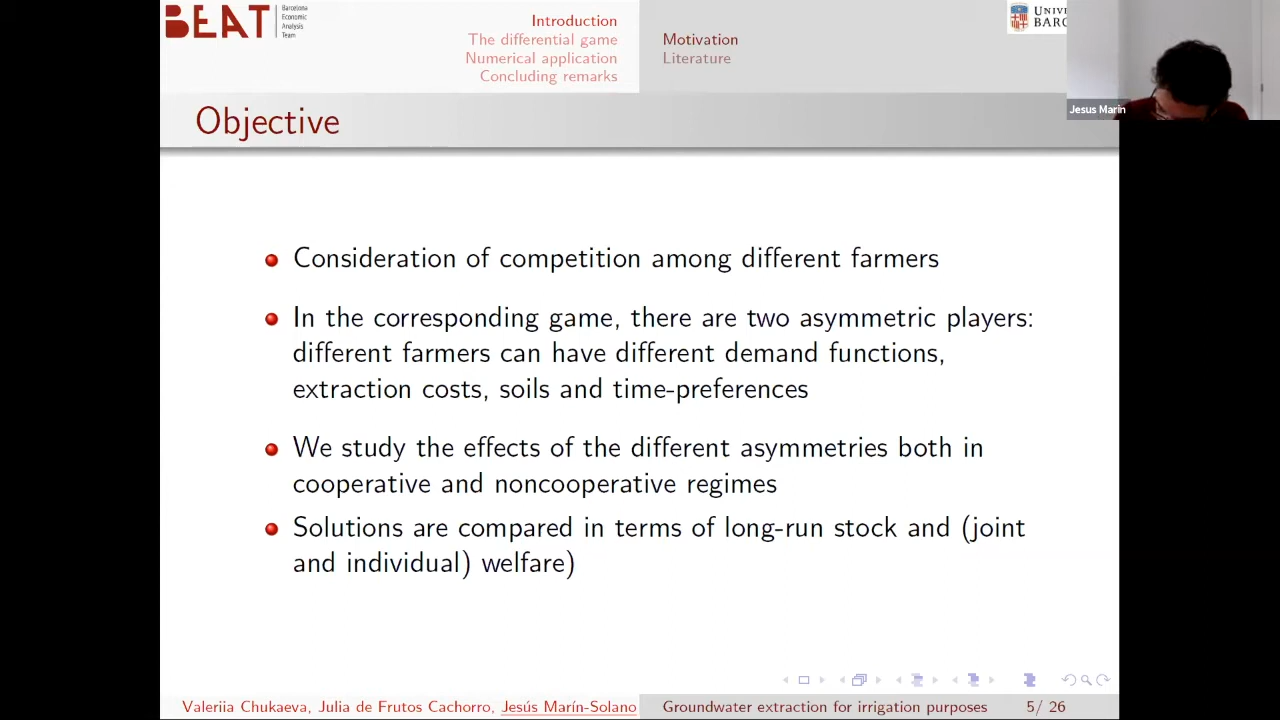 BEAT
Barcelona
Economic
Analysis
Team
Introduction
The differential game
Numerical application
Concluding remarks
Motivation
Literature
Jesus Marin
Objective
Consideration of competition among different farmers
In the corresponding game, there are two asymmetric players:
different farmers can have different demand functions,
extraction costs, soils and time-preferences
We study the effects of the different asymmetries both in
cooperative and noncooperative regimes
Solutions are compared in terms of long-run stock and (joint
and individual) welfare)
Valeriia Chukaeva, Julia de Frutos Cachorro, Jesús Marín-Solano
Groundwater extraction for irrigation purposes
5/ 26